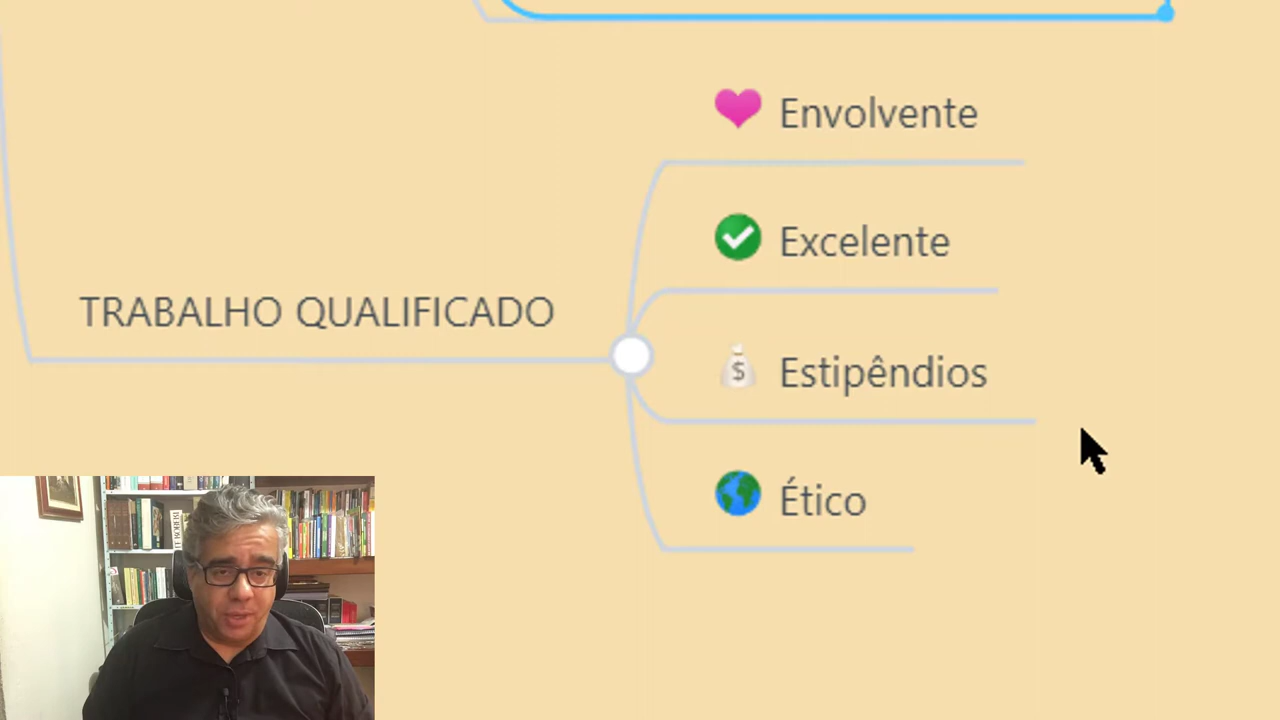 Envolvente
Excelente
TRABALHO QUALIFICADO
Estipêndios
Ético